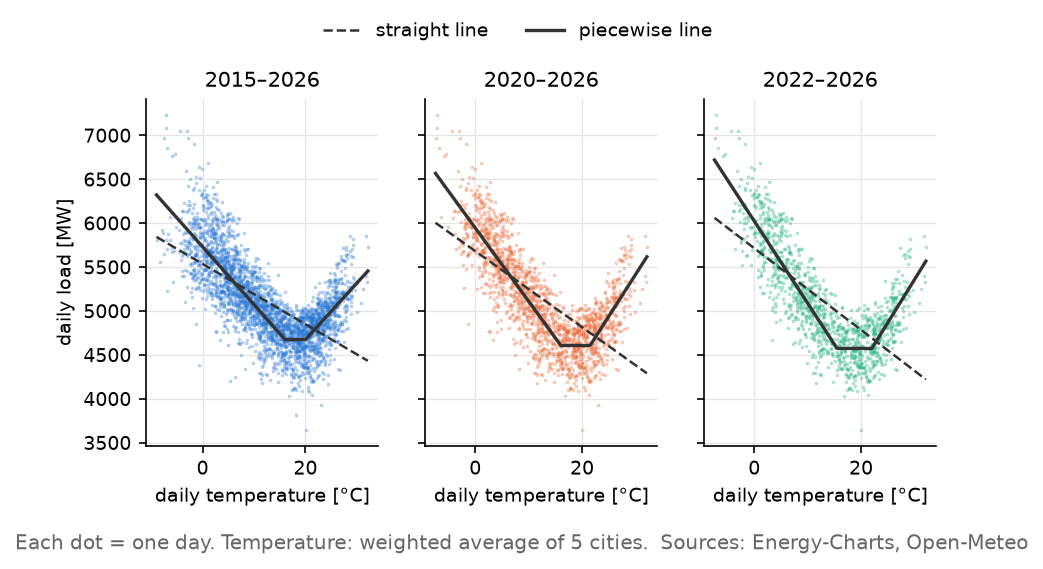 straight line piecewise line
2015–2026 2020–2026 2022–2026
daily load [MW]
7000
6500
6000
5500
5000
4500
4000
3500
0 20 0 20 0 20
daily temperature [°C] daily temperature [°C] daily temperature [°C]
Each dot = one day. Temperature: weighted average of 5 cities. Sources: Energy-Charts, Open-Meteo